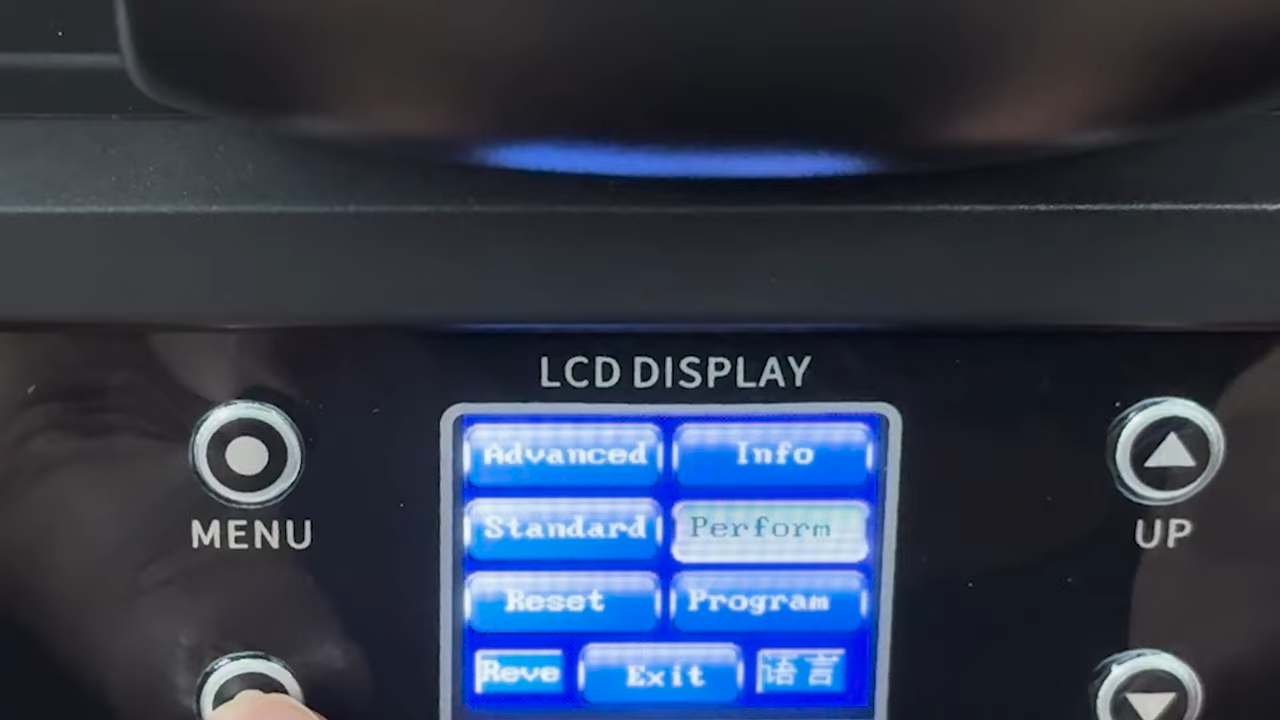 LCD DISPLAY
MENU
UP
Advanced Info
Standard Perform
Reset Program
Reve Exit 语言